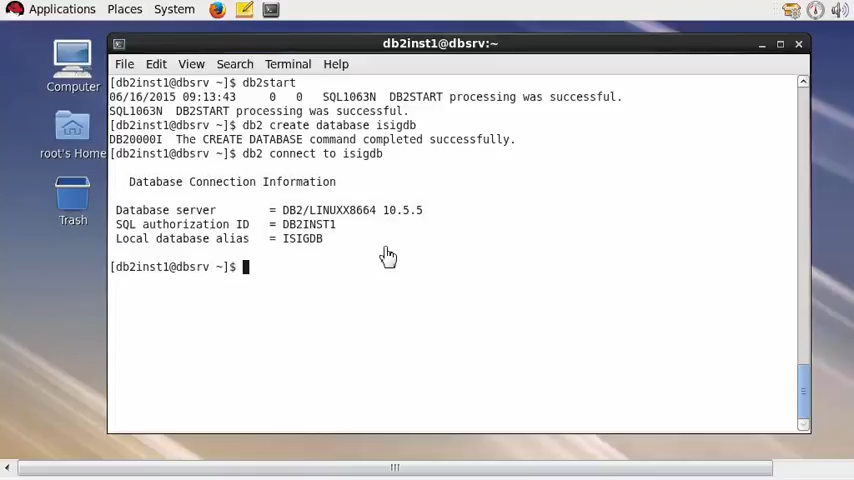 Applications Places System
db2inst1@dbsrv:~
File Edit View Search Terminal Help
[db2inst1@dbsrv ~]$ db2start
06/16/2015 09:13:43 0 0 SQL1063N DB2START processing was successful.
SQL1063N DB2START processing was successful.
[db2inst1@dbsrv ~]$ db2 create database isigdb
DB20000I The CREATE DATABASE command completed successfully.
[db2inst1@dbsrv ~]$ db2 connect to isigdb
Database Connection Information
Database server = DB2/LINUXX8664 10.5.5
SQL authorization ID = DB2INST1
Local database alias = ISIGDB
[db2inst1@dbsrv ~]$
Computer
root's Home
Trash